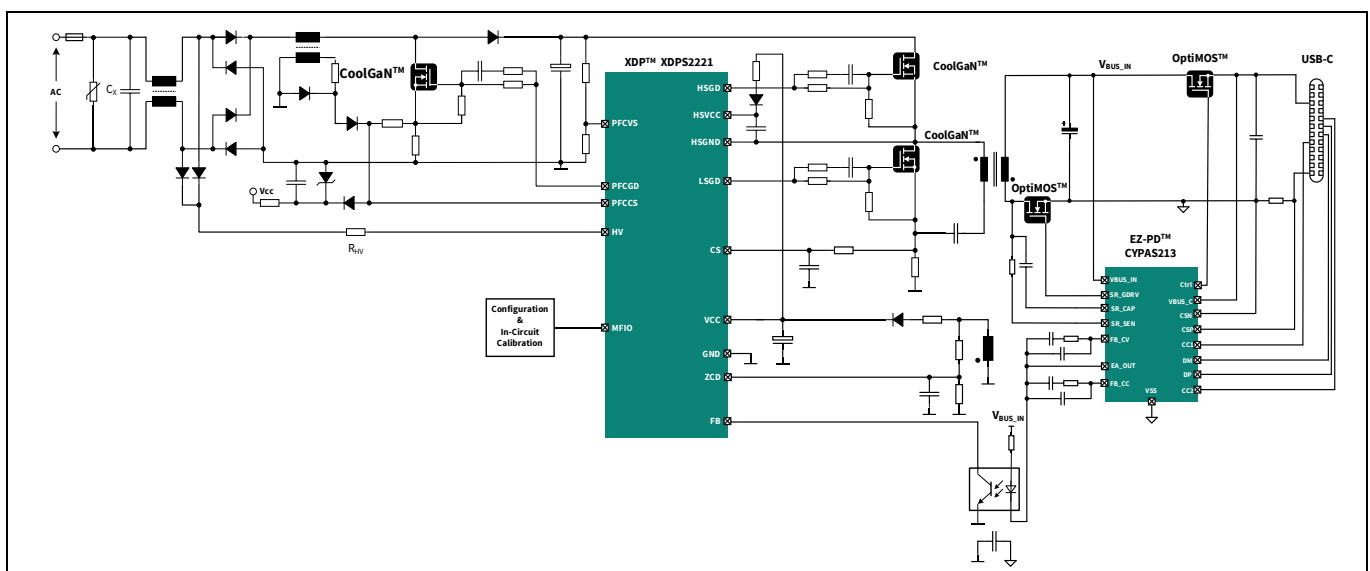 XDP™ XDPS2221
OptiMOS™
USB-C
VBUS_IN
CoolGaN™
CoolGaN™
AC
CX
HSGD
HSVCC
PFCVS
HSGND
CoolGaN™
LSGD
PFCGD
Vcc
PFCCS
OptiMOS™
HV
RHV
CS
EZ-PD™
CYPAS213
VBUS_IN
Ctrl
SR_GDRV
VBUS_C
SR_CAP
CSN
SR_SEN
CSP
FB_CV
CC1
EA_OUT
DM
DP
FB_CC
CC2
VSS
Configuration
&
In-Circuit
Calibration
MFIO
VCC
GND
ZCD
FB
VBUS_IN